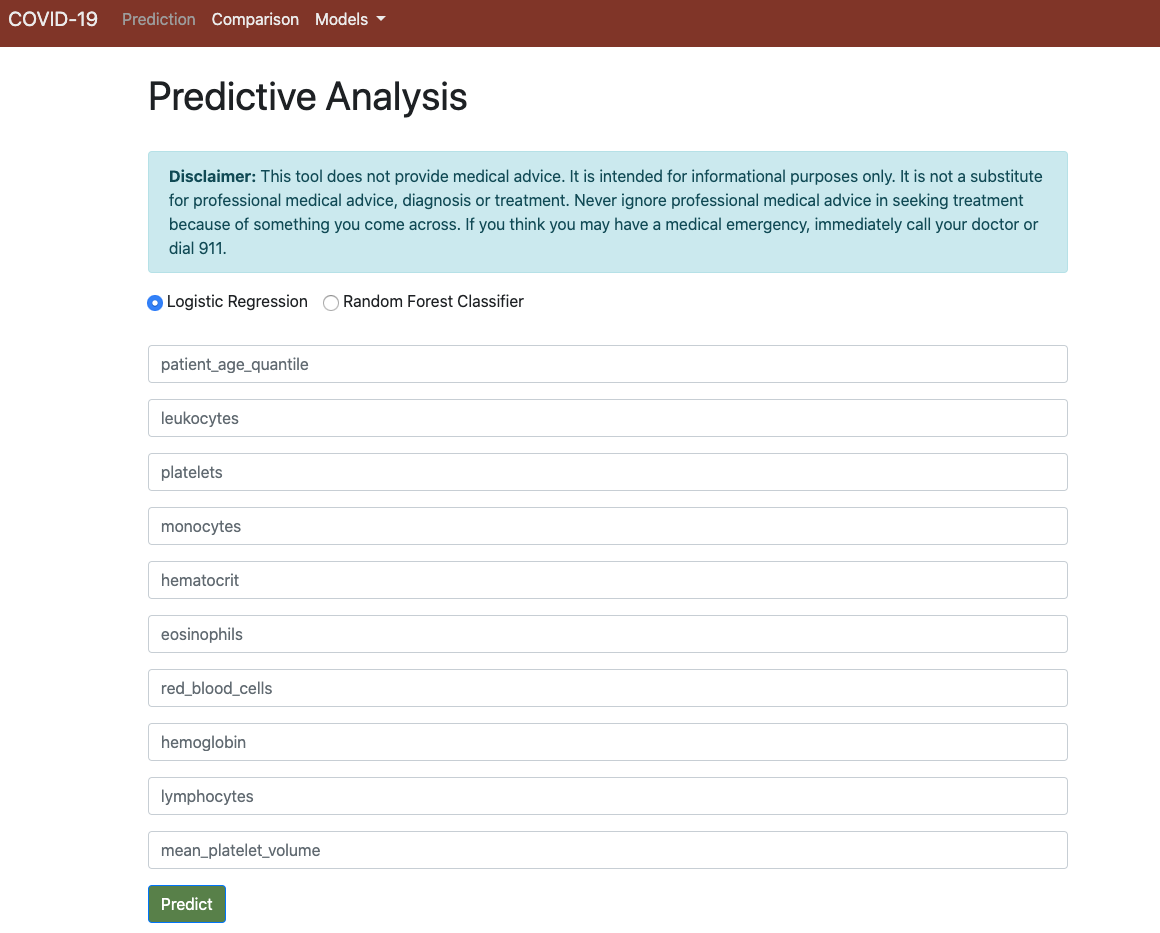 COVID-19 Prediction Comparison Models
Predictive Analysis
Disclaimer: This tool does not provide medical advice. It is intended for informational purposes only. It is not a substitute
for professional medical advice, diagnosis or treatment. Never ignore professional medical advice in seeking treatment
because of something you come across. If you think you may have a medical emergency, immediately call your doctor or
dial 911.
Logistic Regression Random Forest Classifier
patient_age_quantile
leukocytes
platelets
monocytes
hematocrit
eosinophils
red_blood_cells
hemoglobin
lymphocytes
mean_platelet_volume
Predict